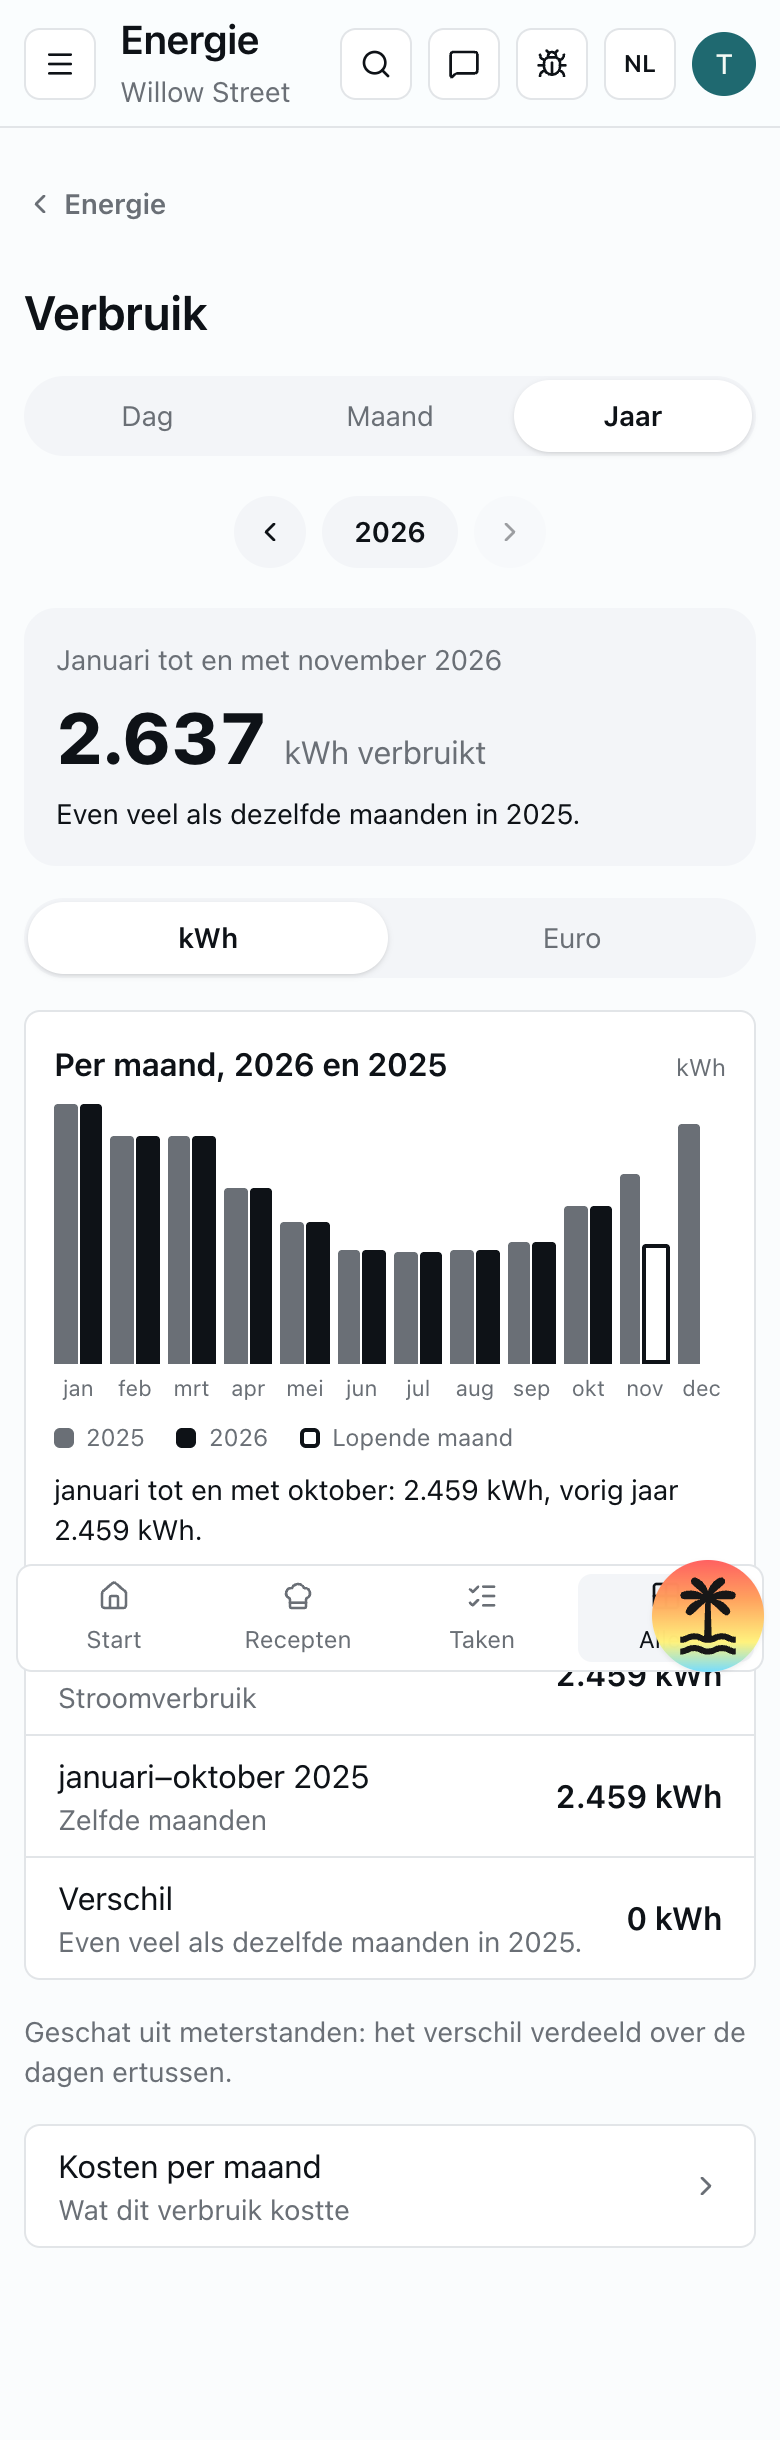 Energie
Willow Street
NL
T
Energie
Verbruik
Dag Maand Jaar
2026
Januari tot en met november 2026
2.637 kWh verbruikt
Even veel als dezelfde maanden in 2025.
kWh Euro
Per maand, 2026 en 2025 kWh
jan feb mrt apr mei jun jul aug sep okt nov dec
2025 2026 Lopende maand
januari tot en met oktober: 2.459 kWh, vorig jaar
2.459 kWh.
Start Recepten Taken
Stroomverbruik 2.459 kWh
januari–oktober 2025
Zelfde maanden 2.459 kWh
Verschil
Even veel als dezelfde maanden in 2025. 0 kWh
Geschat uit meterstanden: het verschil verdeeld over de
dagen ertussen.
Kosten per maand
Wat dit verbruik kostte